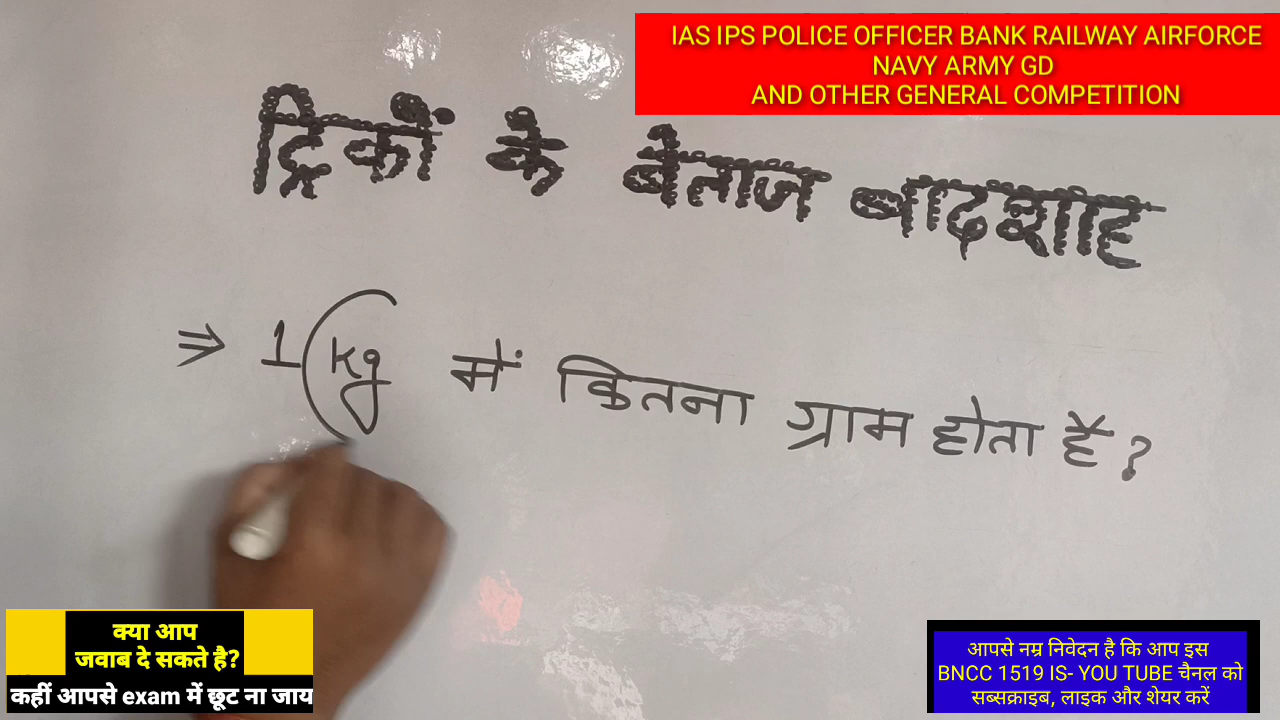 IAS IPS POLICE OFFICER BANK RAILWAY AIRFORCE
NAVY ARMY GD
AND OTHER GENERAL COMPETITION
ट्रिकों के बेताज बादशाह
⇒ 1 kg में कितना ग्राम होता है?
क्या आप
जवाब दे सकते है?
कहीं आपसे exam में छूट ना जाय
आपसे नम्र निवेदन है कि आप इस
BNCC 1519 IS- YOU TUBE चैनल को
सब्सक्राइब, लाइक और शेयर करें